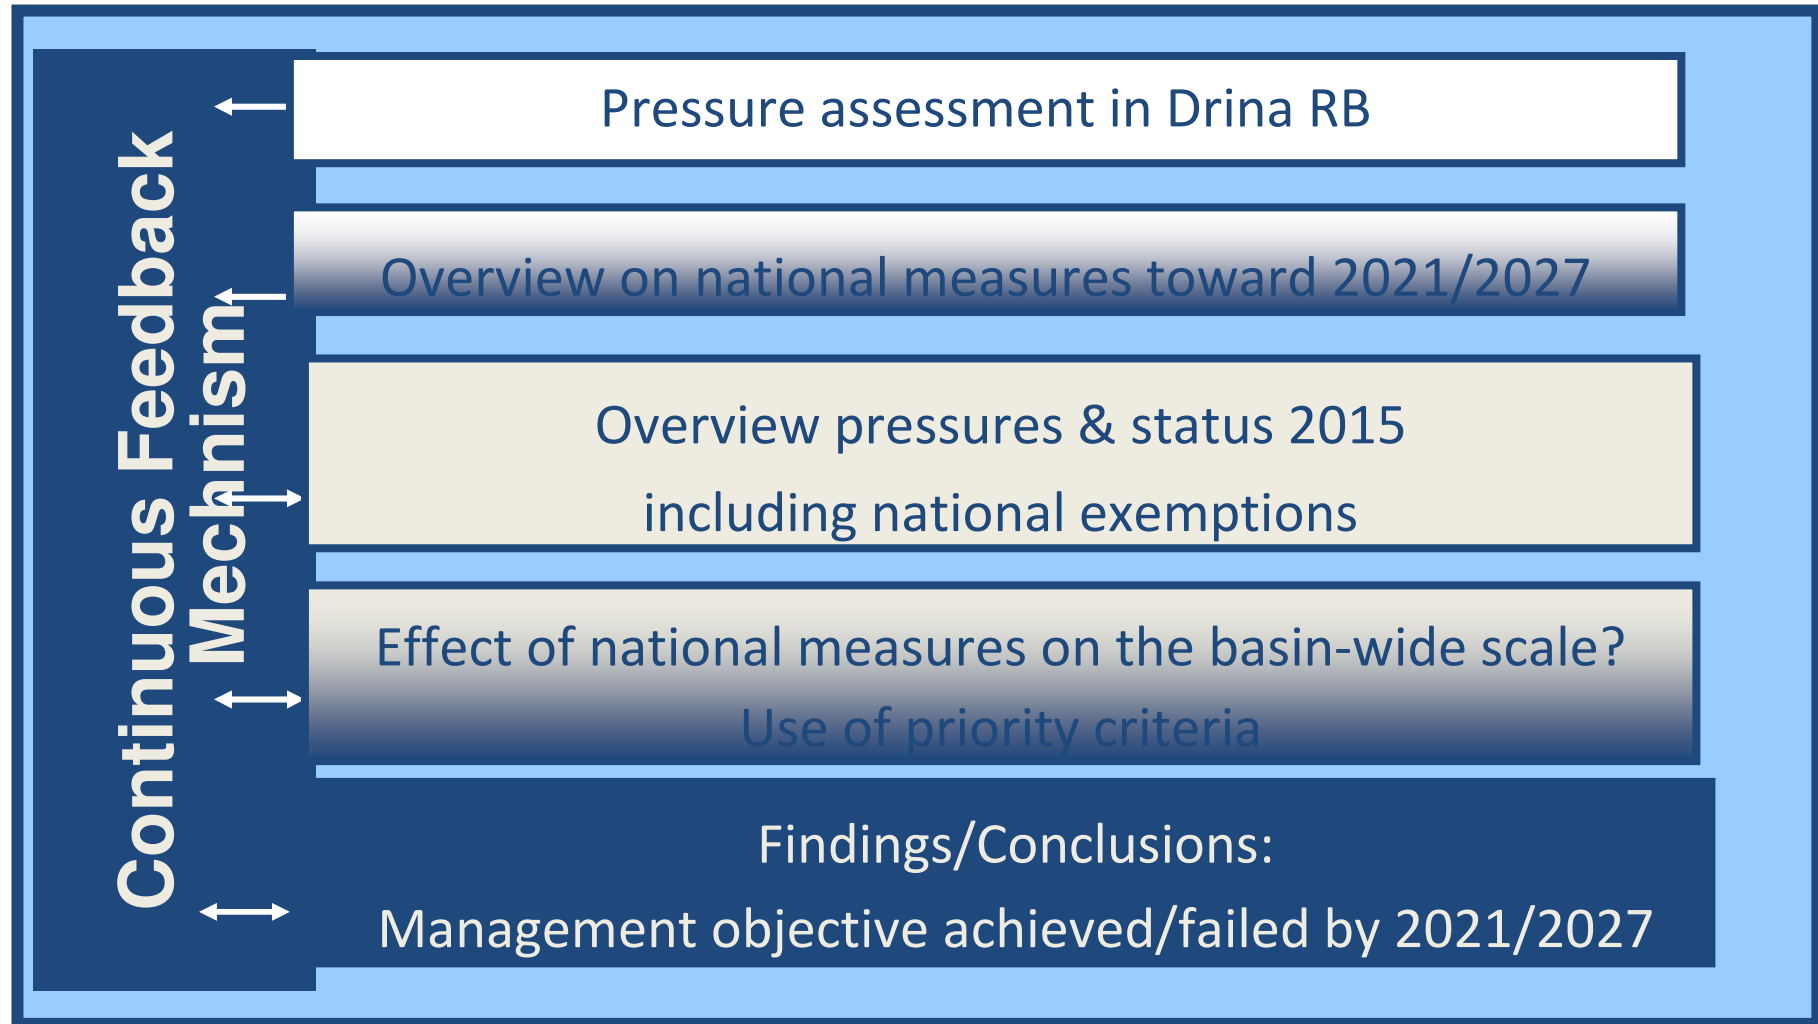 Continuous Feedback
Mechanism
Pressure assessment in Drina RB
Overview on national measures toward 2021/2027
Overview pressures & status 2015
including national exemptions
Effect of national measures on the basin-wide scale?
Use of priority criteria
Findings/Conclusions:
Management objective achieved/failed by 2021/2027